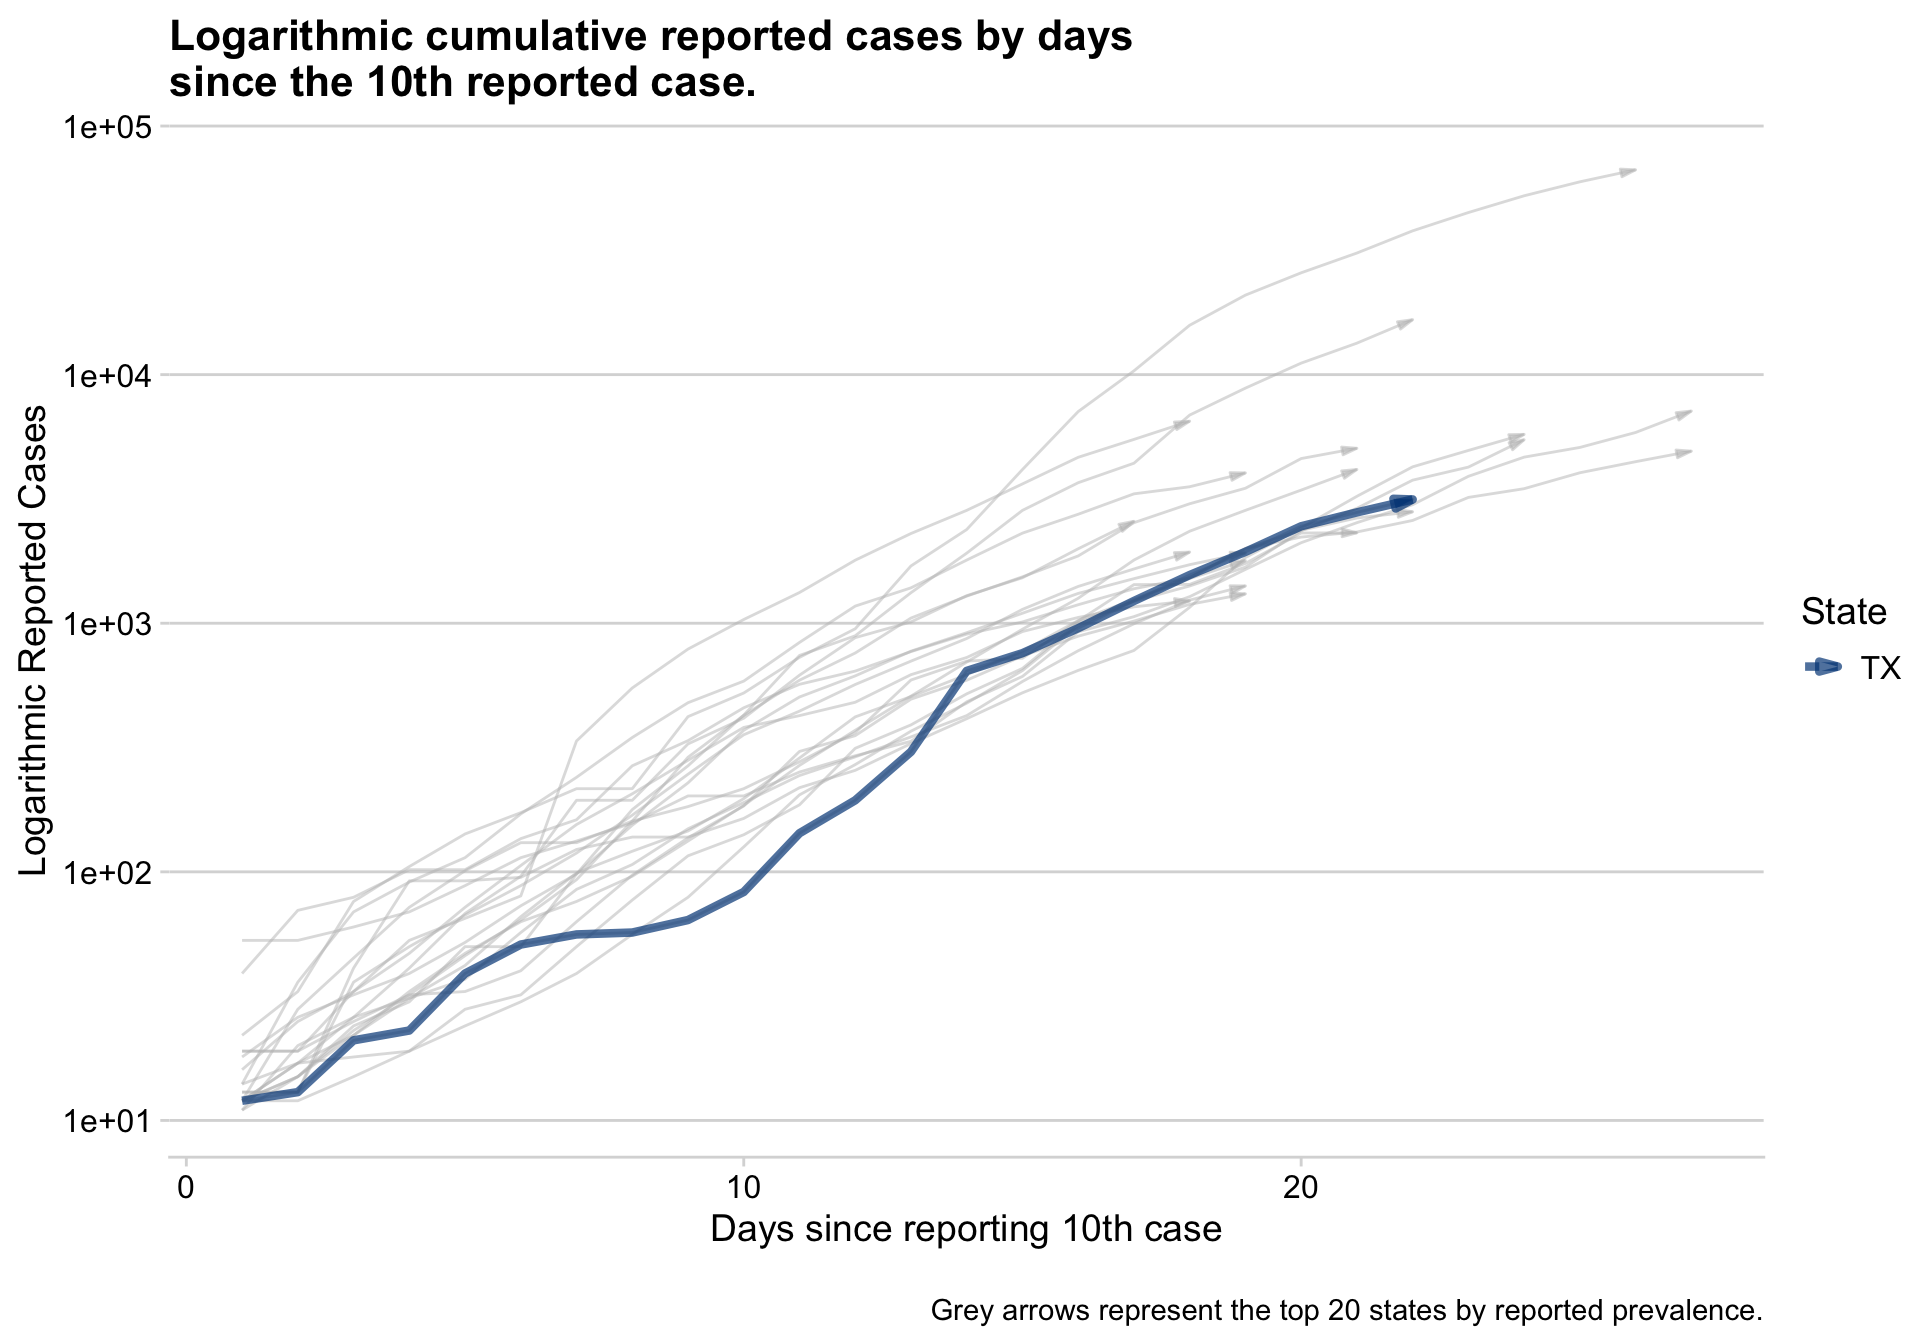 Logarithmic cumulative reported cases by days
since the 10th reported case.
1e+05
1e+04
1e+03
1e+02
1e+01
Logarithmic Reported Cases
0
10
20
Days since reporting 10th case
State
TX
Grey arrows represent the top 20 states by reported prevalence.